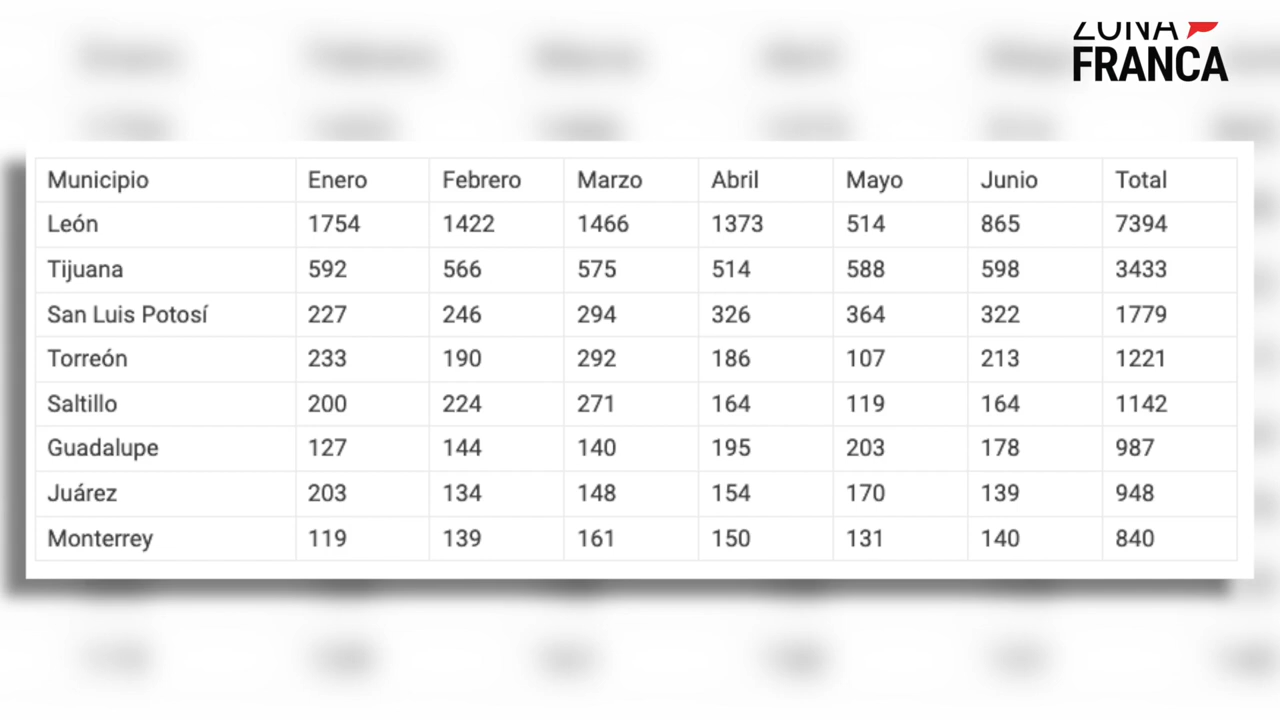 ZONA
FRANCA
Municipio Enero Febrero Marzo Abril Mayo Junio Total
León 1754 1422 1466 1373 514 865 7394
Tijuana 592 566 575 514 588 598 3433
San Luis Potosí 227 246 294 326 364 322 1779
Torreón 233 190 292 186 107 213 1221
Saltillo 200 224 271 164 119 164 1142
Guadalupe 127 144 140 195 203 178 987
Juárez 203 134 148 154 170 139 948
Monterrey 119 139 161 150 131 140 840